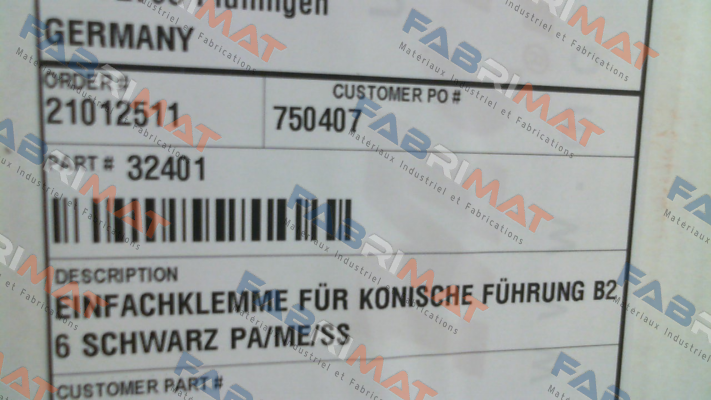 GERMANY
ORDER #
21012511
CUSTOMER PO #
750407
PART # 32401
DESCRIPTION
EINFACHKLEMME FÜR KONISCHE FÜHRUNG B2
6 SCHWARZ PA/ME/SS
CUSTOMER PART #
FABRIMAT
Materiaux Industriel et Fabrications